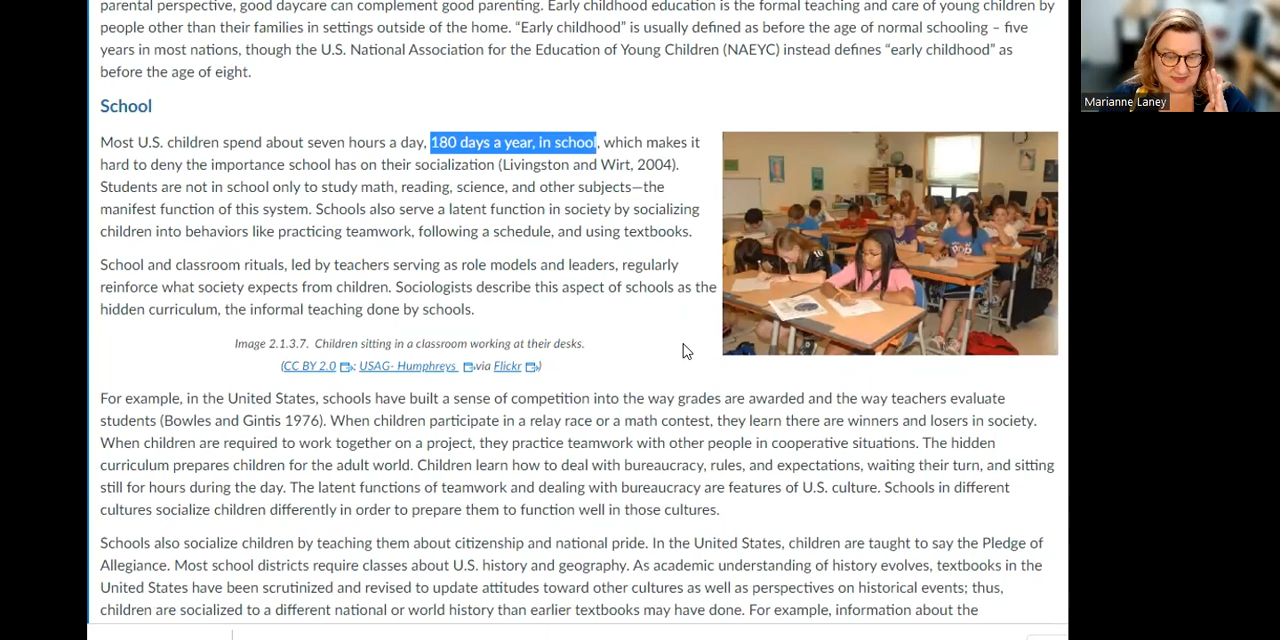 parental perspective, good daycare can complement good parenting. Early childhood education is the formal teaching and care of young children by
people other than their families in settings outside of the home. “Early childhood” is usually defined as before the age of normal schooling – five
years in most nations, though the U.S. National Association for the Education of Young Children (NAEYC) instead defines “early childhood” as
before the age of eight.
Marianne Laney
School
Most U.S. children spend about seven hours a day, 180 days a year, in school, which makes it
hard to deny the importance school has on their socialization (Livingston and Wirt, 2004).
Students are not in school only to study math, reading, science, and other subjects—the
manifest function of this system. Schools also serve a latent function in society by socializing
children into behaviors like practicing teamwork, following a schedule, and using textbooks.
School and classroom rituals, led by teachers serving as role models and leaders, regularly
reinforce what society expects from children. Sociologists describe this aspect of schools as the
hidden curriculum, the informal teaching done by schools.
Image 2.1.3.7. Children sitting in a classroom working at their desks.
(CC BY 2.0 : USAG- Humphreys via Flickr )
For example, in the United States, schools have built a sense of competition into the way grades are awarded and the way teachers evaluate
students (Bowles and Gintis 1976). When children participate in a relay race or a math contest, they learn there are winners and losers in society.
When children are required to work together on a project, they practice teamwork with other people in cooperative situations. The hidden
curriculum prepares children for the adult world. Children learn how to deal with bureaucracy, rules, and expectations, waiting their turn, and sitting
still for hours during the day. The latent functions of teamwork and dealing with bureaucracy are features of U.S. culture. Schools in different
cultures socialize children differently in order to prepare them to function well in those cultures.
Schools also socialize children by teaching them about citizenship and national pride. In the United States, children are taught to say the Pledge of
Allegiance. Most school districts require classes about U.S. history and geography. As academic understanding of history evolves, textbooks in the
United States have been scrutinized and revised to update attitudes toward other cultures as well as perspectives on historical events; thus,
children are socialized to a different national or world history than earlier textbooks may have done. For example, information about the